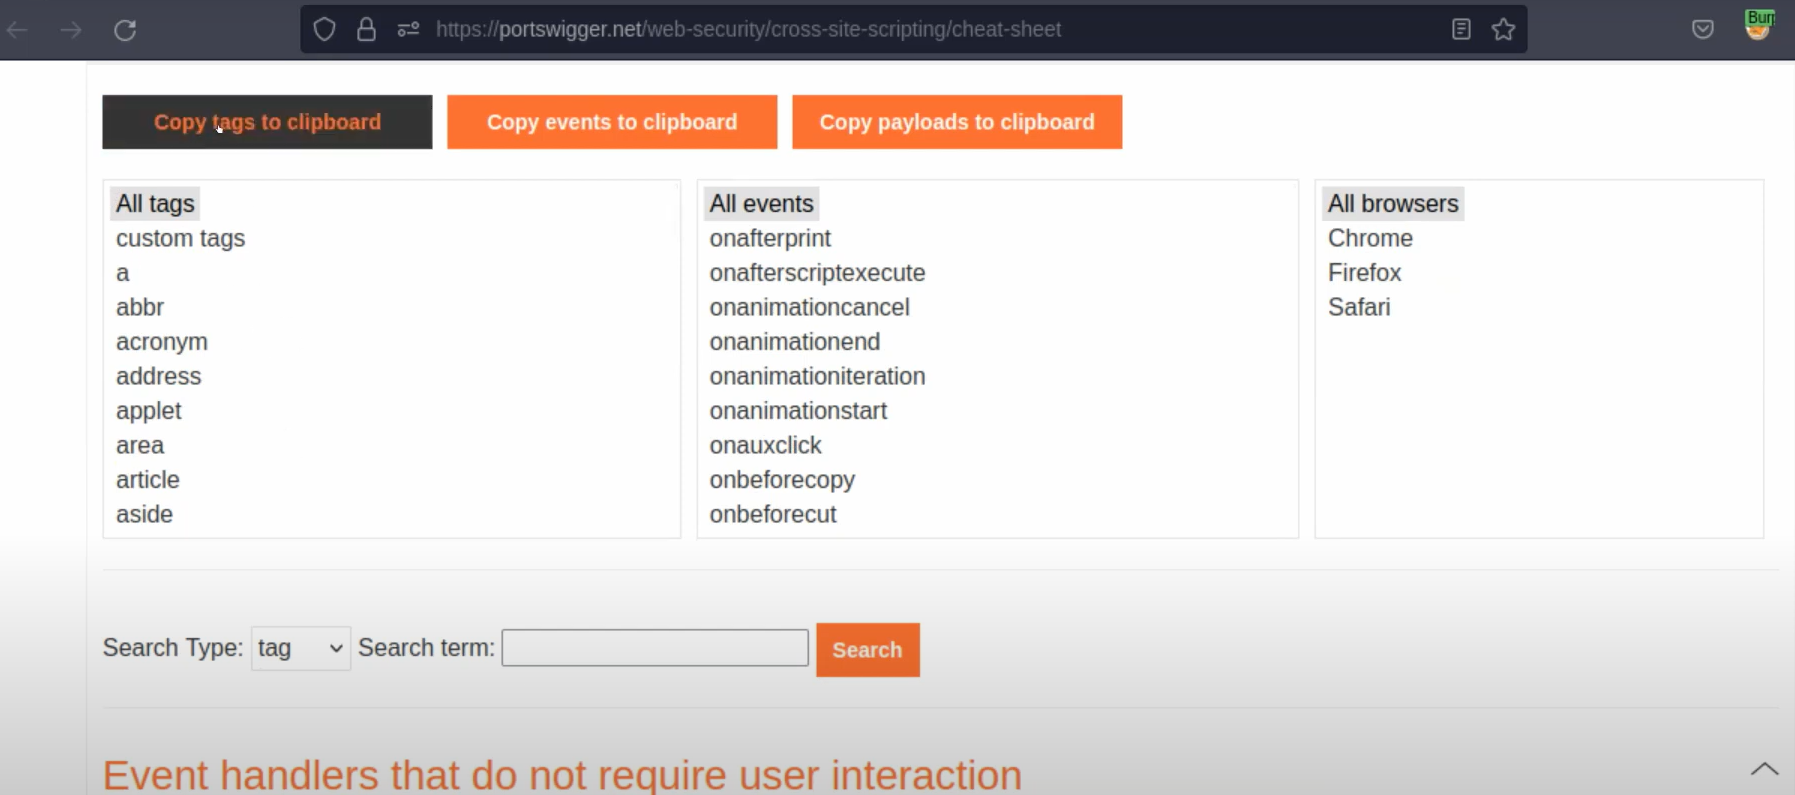 https://portswigger.net/web-security/cross-site-scripting/cheat-sheet
Copy tags to clipboard
Copy events to clipboard
Copy payloads to clipboard
All tags
custom tags
a
abbr
acronym
address
applet
area
article
aside
All events
onafterprint
onafterscriptexecute
onanimationcancel
onanimationend
onanimationiteration
onanimationstart
onauxclick
onbeforecopy
onbeforecut
All browsers
Chrome
Firefox
Safari
Search Type: tag Search term: Search
Event handlers that do not require user interaction